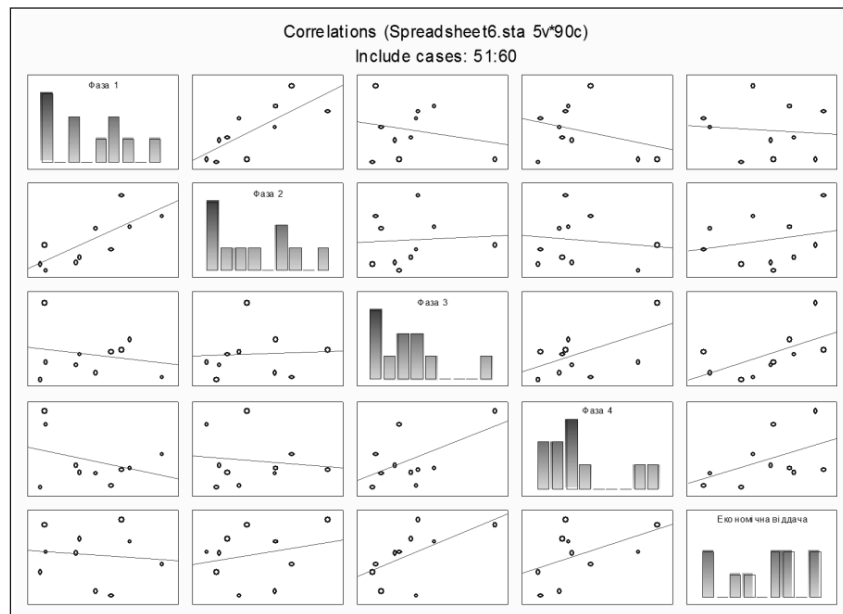 Correlations (Spreadsheet6.sta 5v*90c)
Include cases: 51:60
Фаза 1
Фаза 2
Фаза 3
Фаза 4
Економічна віддача